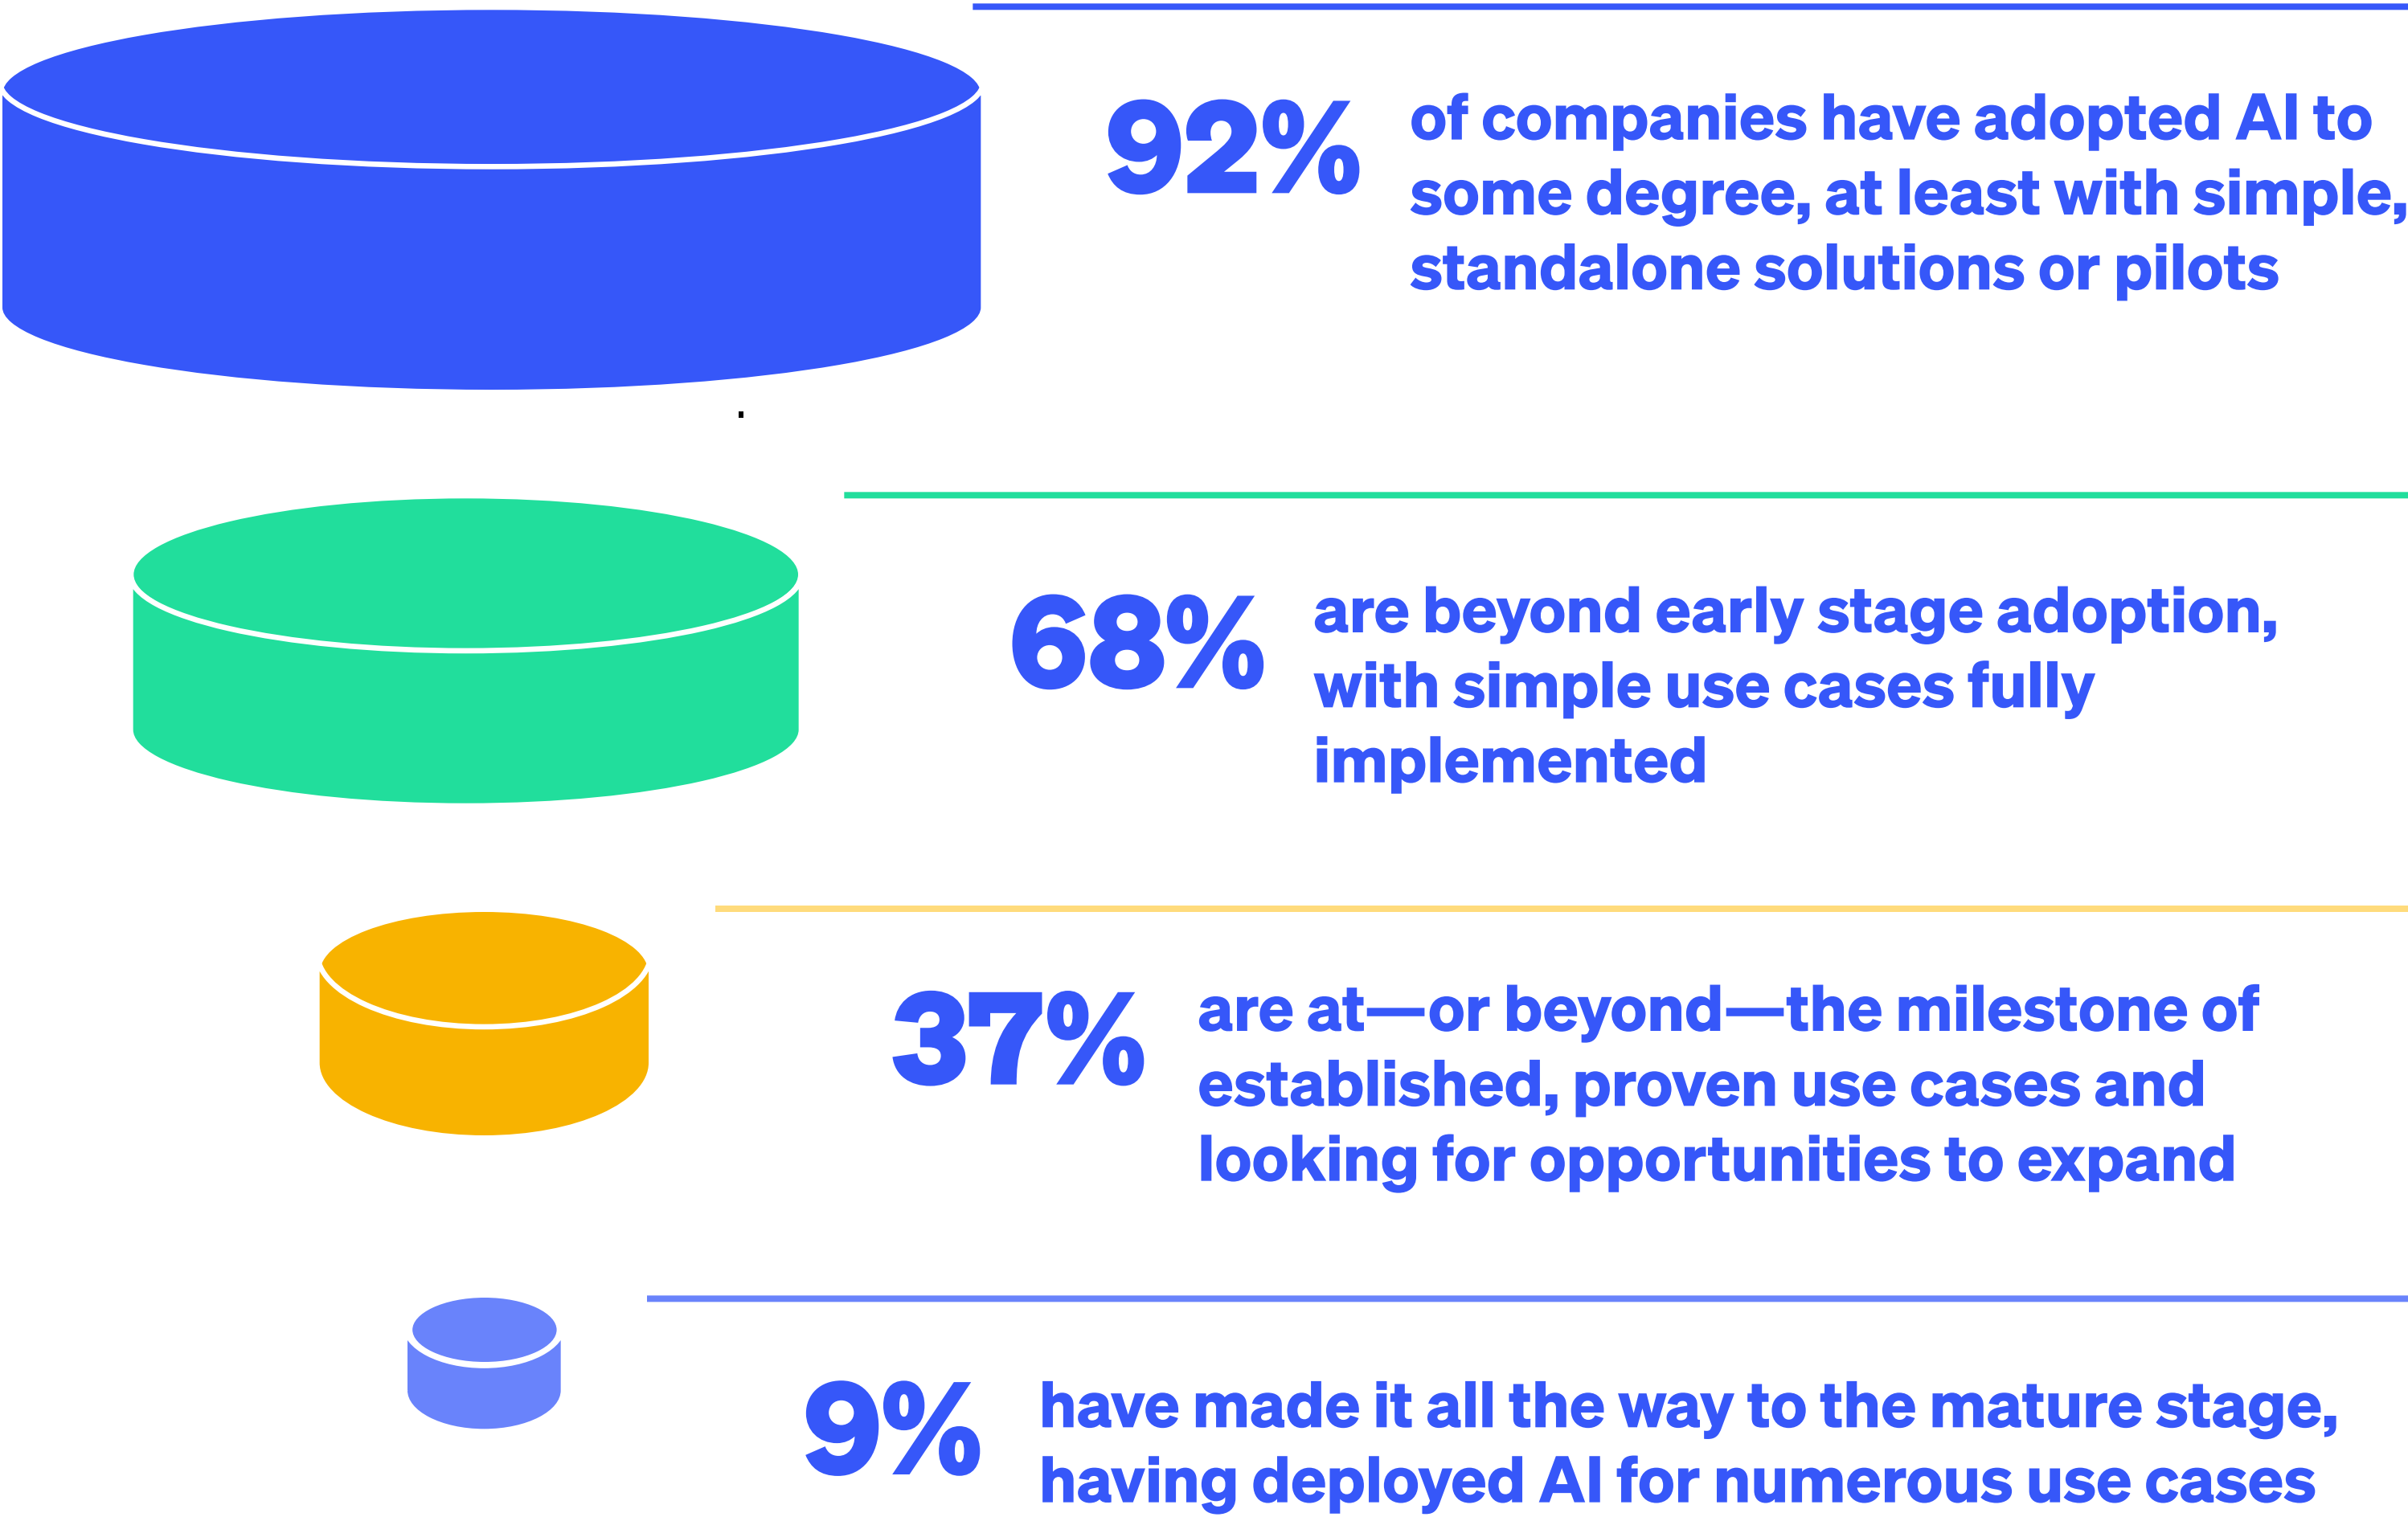 92%
of companies have adopted AI to
some degree, at least with simple,
standalone solutions or pilots
68%
are beyond early stage adoption,
with simple use cases fully
implemented
37%
are at—or beyond—the milestone of
established, proven use cases and
looking for opportunities to expand
9%
have made it all the way to the mature stage,
having deployed AI for numerous use cases